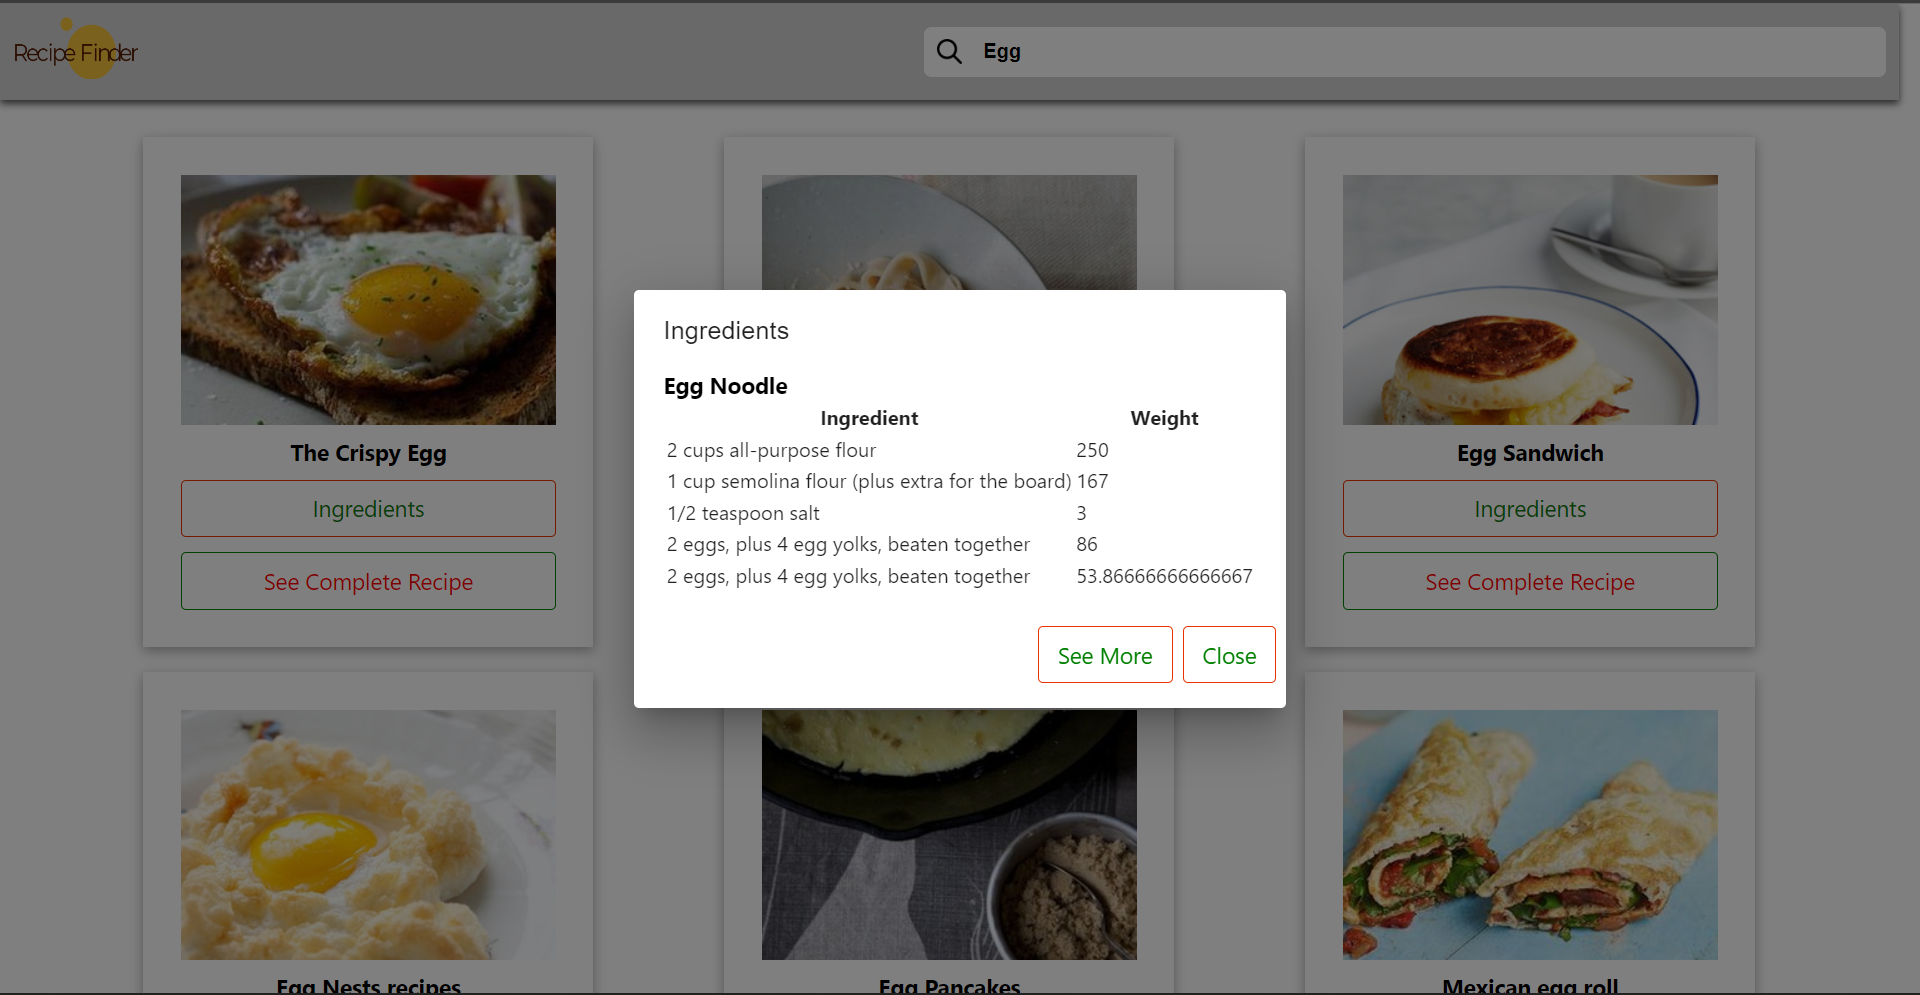 Recipe Finder
Egg
The Crispy Egg
Ingredients
See Complete Recipe
Ingredients
Egg Noodle
Ingredient Weight
2 cups all-purpose flour 250
1 cup semolina flour (plus extra for the board) 167
1/2 teaspoon salt 3
2 eggs, plus 4 egg yolks, beaten together 86
2 eggs, plus 4 egg yolks, beaten together 53.86666666666667
See More Close
Egg Sandwich
Ingredients
See Complete Recipe
Egg Nests recipes
Egg Pancakes
Mexican egg roll